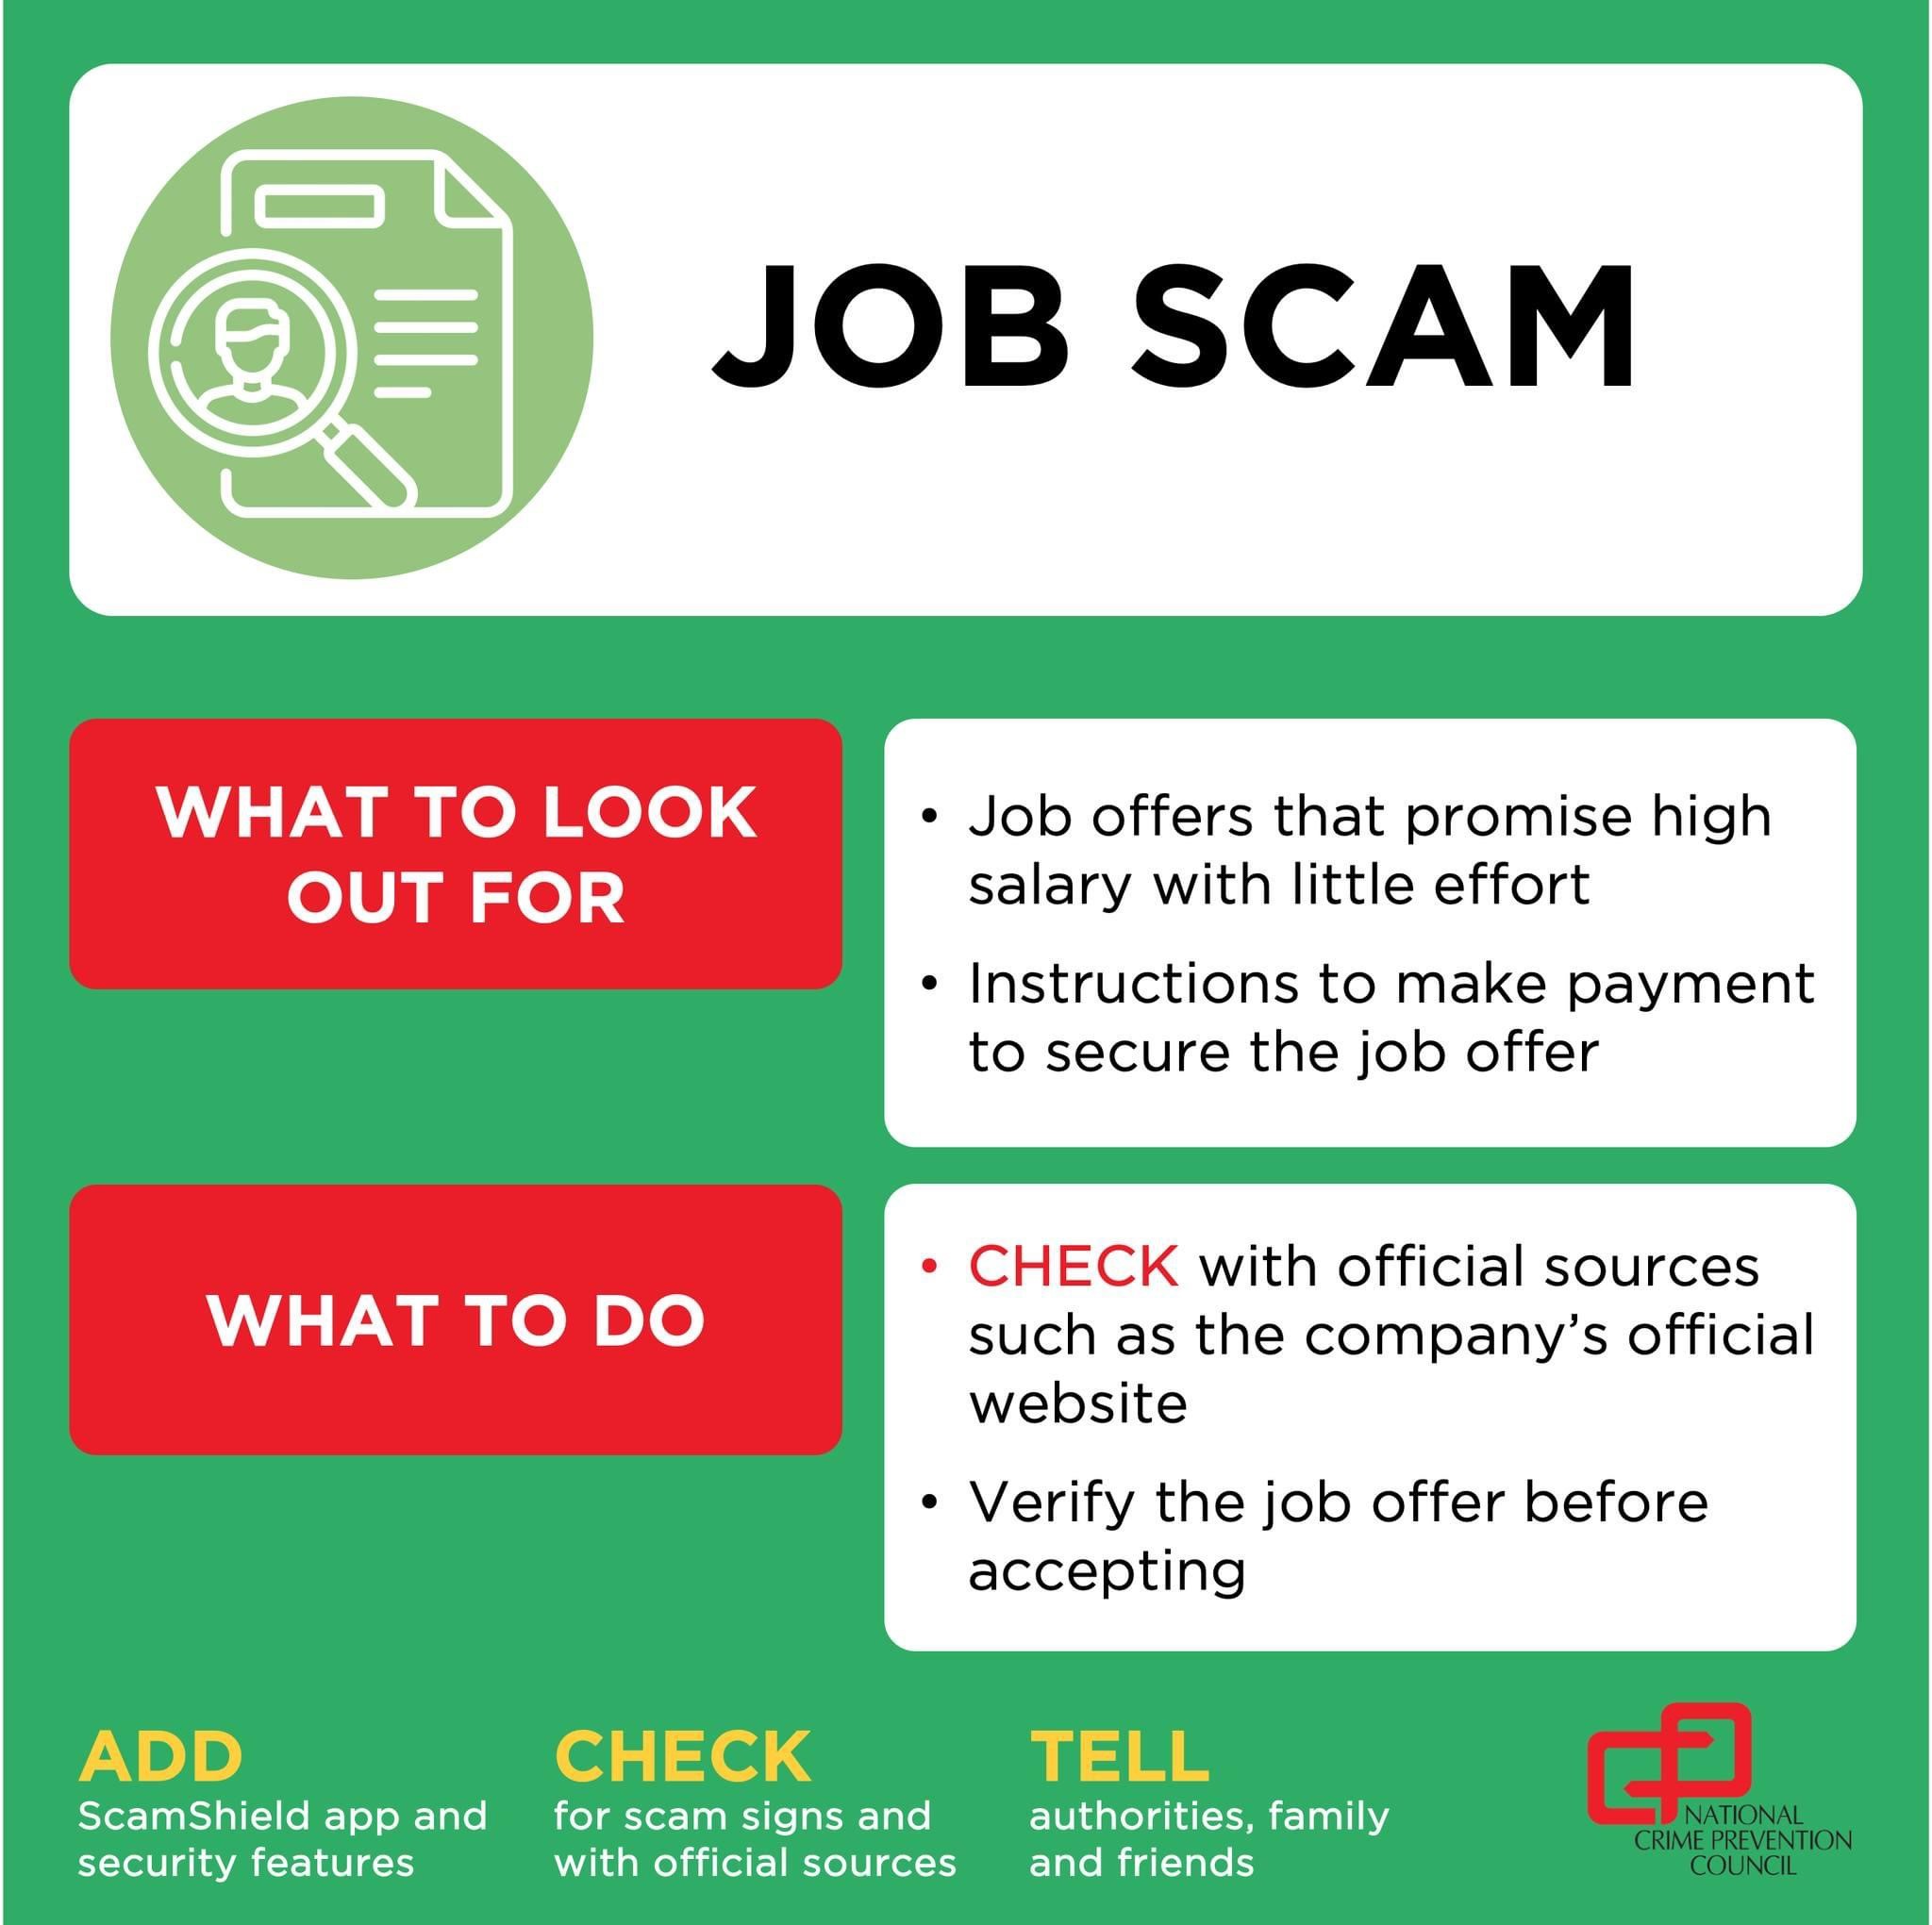 JOB SCAM
WHAT TO LOOK
OUT FOR
• Job offers that promise high
salary with little effort
• Instructions to make payment
to secure the job offer
WHAT TO DO
• CHECK with official sources
such as the company’s official
website
• Verify the job offer before
accepting
ADD
ScamShield app and
security features
CHECK
for scam signs and
with official sources
TELL
authorities, family
and friends
NATIONAL
CRIME PREVENTION
COUNCIL